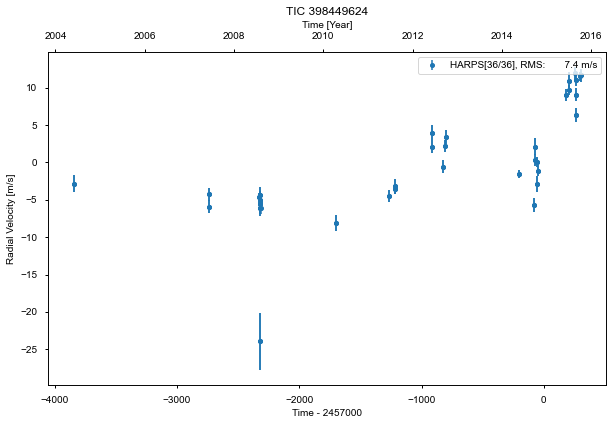 TIC 398449624
Time [Year]
2004 2006 2008 2010 2012 2014 2016
HARPS[36/36], RMS: 7.4 m/s
10
5
0
−5
−10
−15
−20
−25
Radial Velocity [m/s]
−4000 −3000 −2000 −1000 0
Time - 2457000